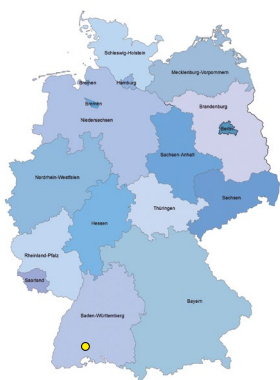 Schleswig-Holstein
Mecklenburg-Vorpommern
Bremen
Hamburg
Bremen
Brandenburg
Niedersachsen
Berlin
Sachsen-Anhalt
Nordrhein-Westfalen
Sachsen
Thüringen
Hessen
Rheinland-Pfalz
Saarland
Bayern
Baden-Württemberg